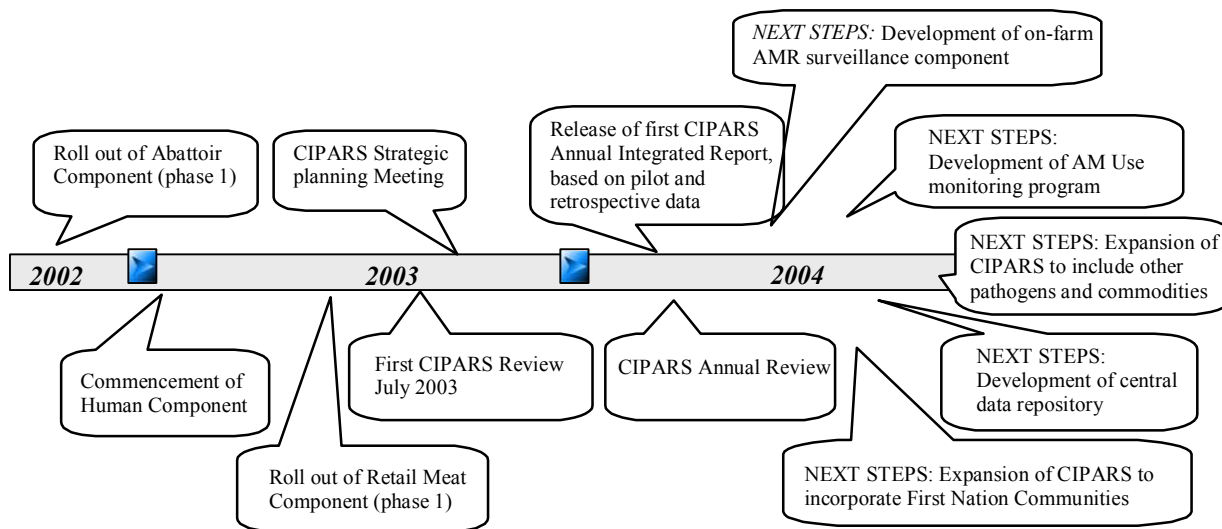 NEXT STEPS: Development of on-farm
AMR surveillance component
Roll out of Abattoir
Component (phase 1)
CIPARS Strategic
planning Meeting
Release of first CIPARS
Annual Integrated Report,
based on pilot and
retrospective data
NEXT STEPS:
Development of AM Use
monitoring program
2002
2003
2004
NEXT STEPS: Expansion of
CIPARS to include other
pathogens and commodities
Commencement of
Human Component
First CIPARS Review
July 2003
CIPARS Annual Review
NEXT STEPS:
Development of central
data repository
Roll out of Retail Meat
Component (phase 1)
NEXT STEPS: Expansion of CIPARS to
incorporate First Nation Communities